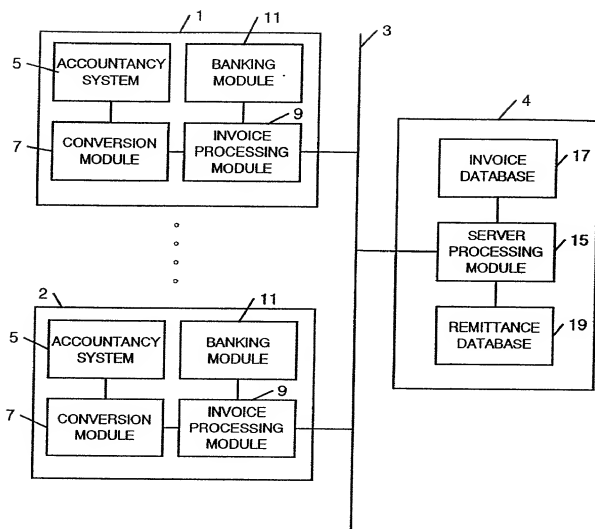 1
11
3
5
ACCOUNTANCY
SYSTEM
BANKING
MODULE
9
4
7
CONVERSION
MODULE
INVOICE
PROCESSING
MODULE
INVOICE
DATABASE
17
SERVER
PROCESSING
MODULE
15
REMITTANCE
DATABASE
19
2
11
5
ACCOUNTANCY
SYSTEM
BANKING
MODULE
9
7
CONVERSION
MODULE
INVOICE
PROCESSING
MODULE